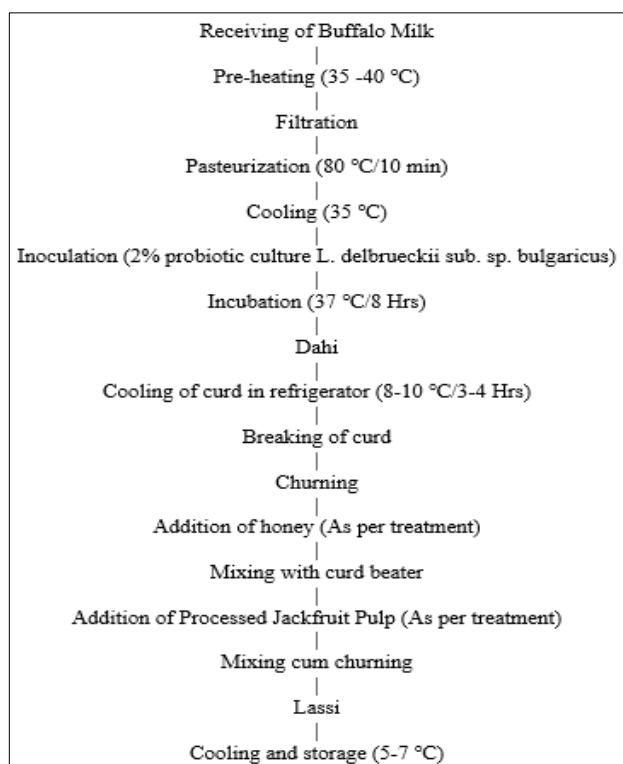 Receiving of Buffalo Milk
Pre-heating (35 -40 °C)
Filtration
Pasteurization (80 °C/10 min)
Cooling (35 °C)
Inoculation (2% probiotic culture L. delbrueckii sub. sp. bulgaricus)
Incubation (37 °C/8 Hrs)
Dahi
Cooling of curd in refrigerator (8-10 °C/3-4 Hrs)
Breaking of curd
Churning
Addition of honey (As per treatment)
Mixing with curd beater
Addition of Processed Jackfruit Pulp (As per treatment)
Mixing cum churning
Lassi
Cooling and storage (5-7 °C)